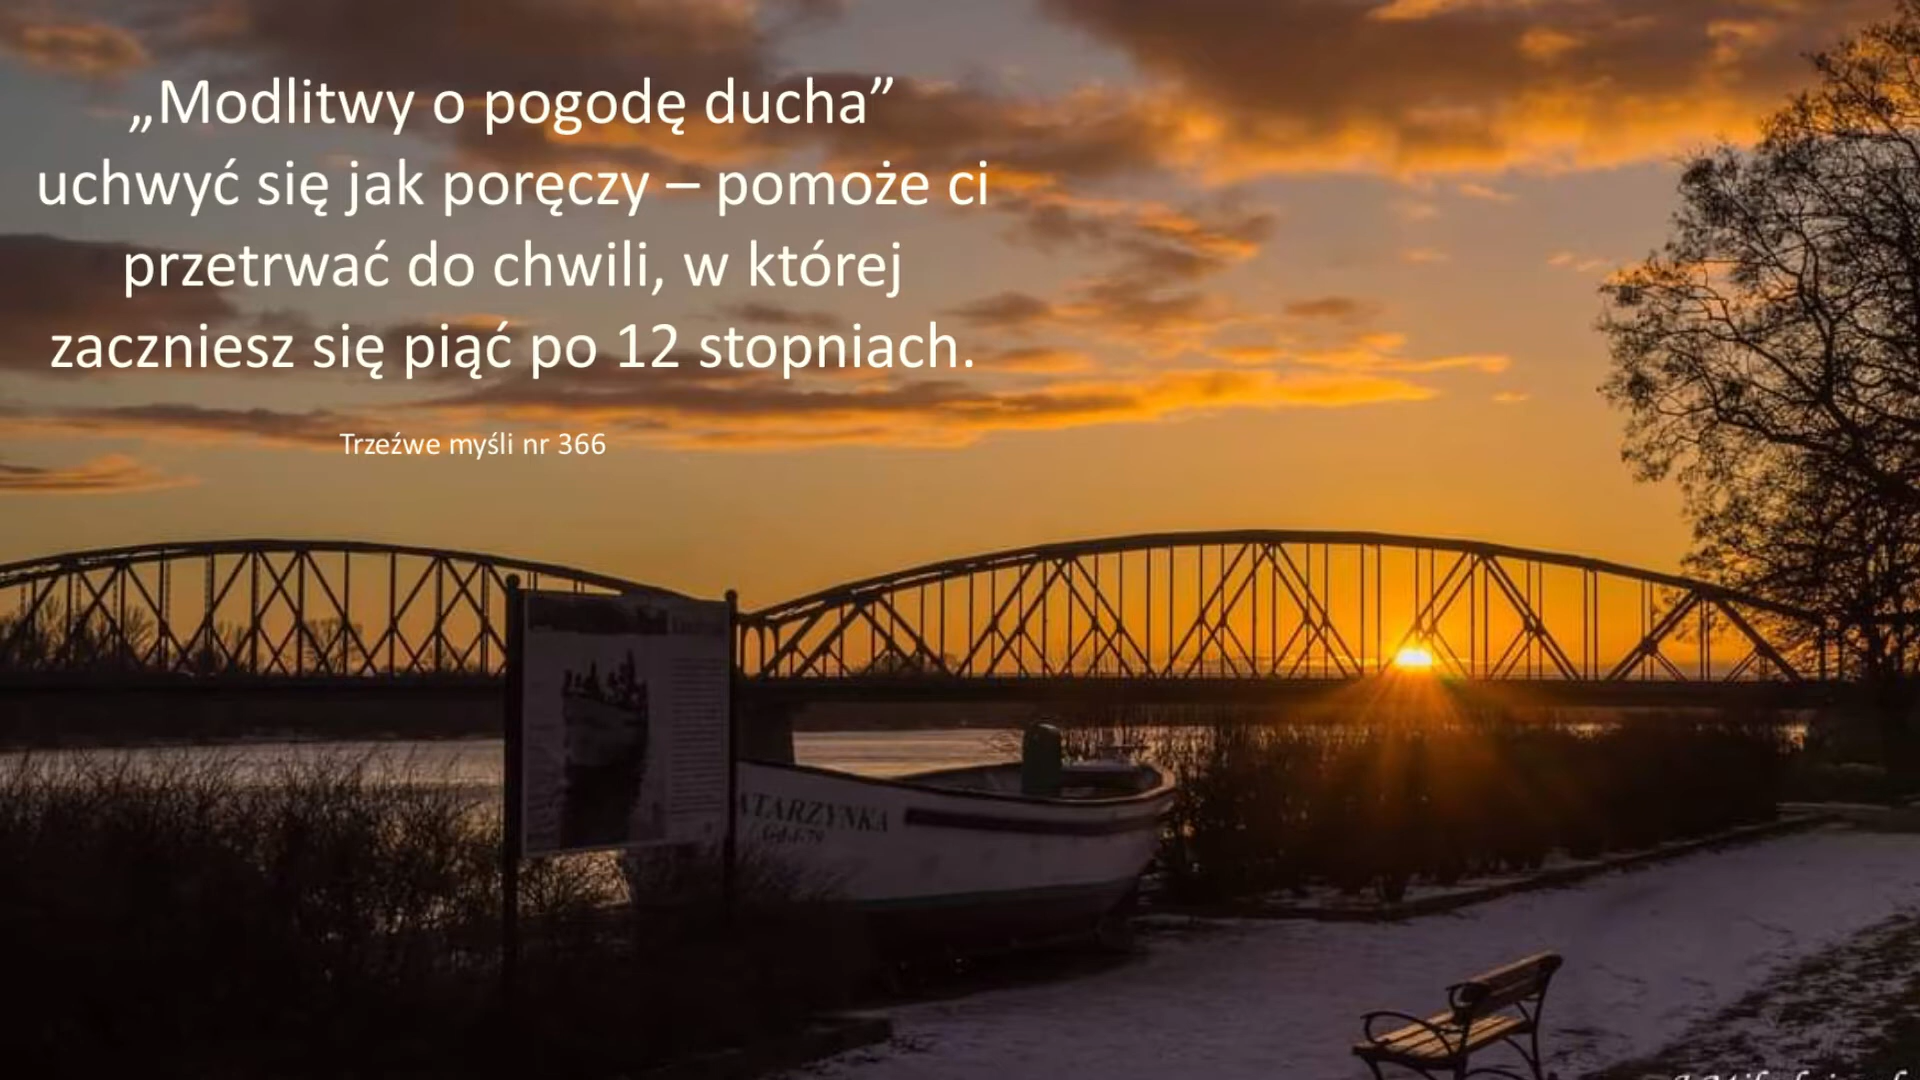 „Modlitwy o pogodę ducha”
uchwyć się jak poręczy – pomoże ci
przetrwać do chwili, w której
zaczniesz się piąć po 12 stopniach.
Trzeźwe myśli nr 366
ATARZYNKA